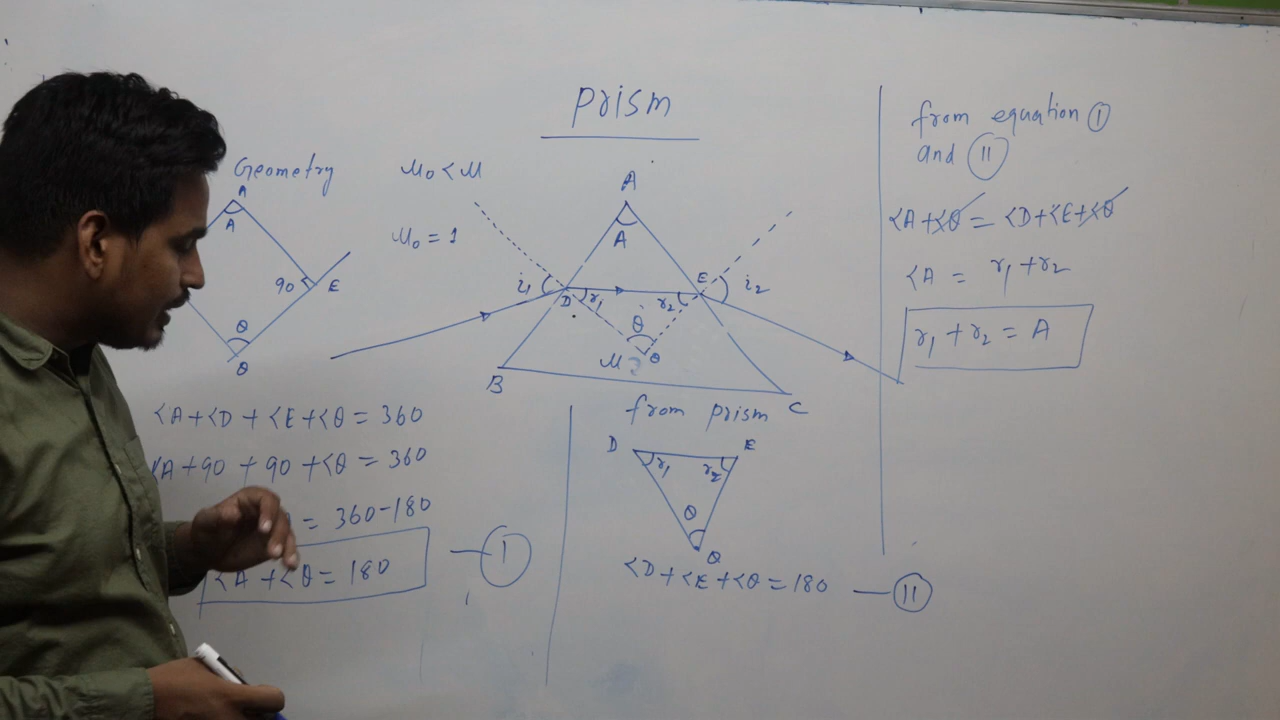 prism
Geometry
A
A
90
E
θ
θ
<A+<D+<E+<θ = 360
<A+90 +90 +<θ = 360
= 360-180
<A +<θ = 180 — I
μ₀ < μ
μ₀ = 1
A
A
i₁
D
r₁
r₂
E
i₂
θ
μ
θ
B
C
from prism
D
E
r₁
r₂
θ
θ
<D+<E+<θ = 180 — II
from equation I
and II
<A+<θ = <D+<E+<θ
<A = r₁ +r₂
r₁ + r₂ = A